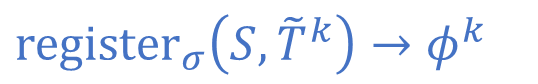 register_σ(S, T̃^k) → ϕ^k